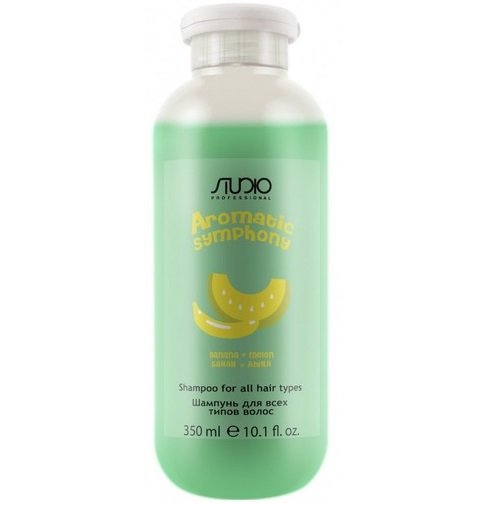 STUDIO
PROFESSIONAL
Aromatic
symphony
banana + melon
банан и дыня
Shampoo for all hair types
Шампунь для всех
типов волос
350 ml ℮ 10.1 fl. oz.